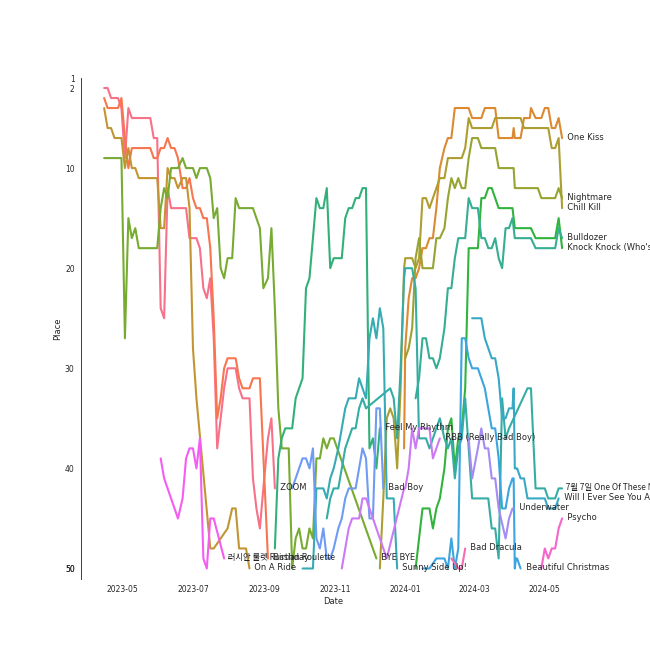 1
2
10
20
30
40
50
Place
2023-05
2023-07
2023-09
2023-11
2024-01
2024-03
2024-05
Date
One Kiss
Nightmare
Chill Kill
Bulldozer
Knock Knock (Who's
Feel My Rhythm
RBB (Really Bad Boy)
ZOOM
Bad Boy
7월 7일 One Of These N
Will I Ever See You A
Underwater
Psycho
Bad Dracula
러시안 룰렛 Russian Roulette
Birthday
BYE BYE
On A Ride
Sunny Side Up!
Beautiful Christmas